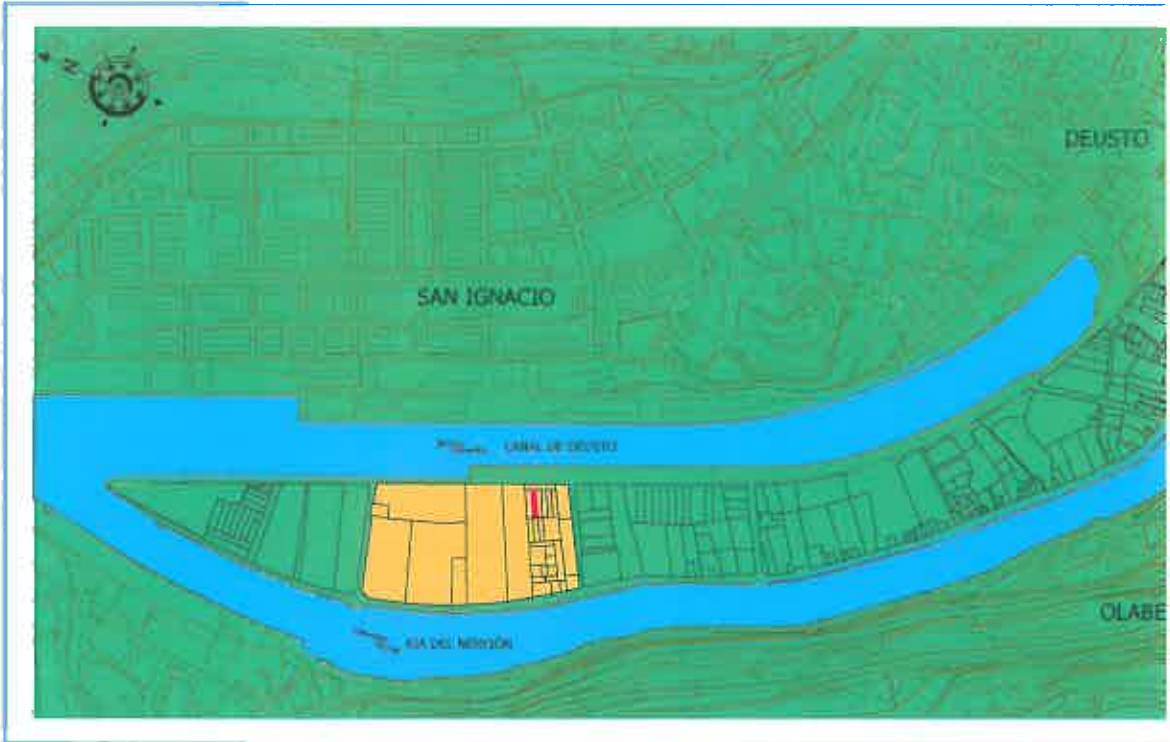 N
DEUSTO
SAN IGNACIO
CANAL DE DEUSTO
OLABE
RIA DEL NERVIÓN